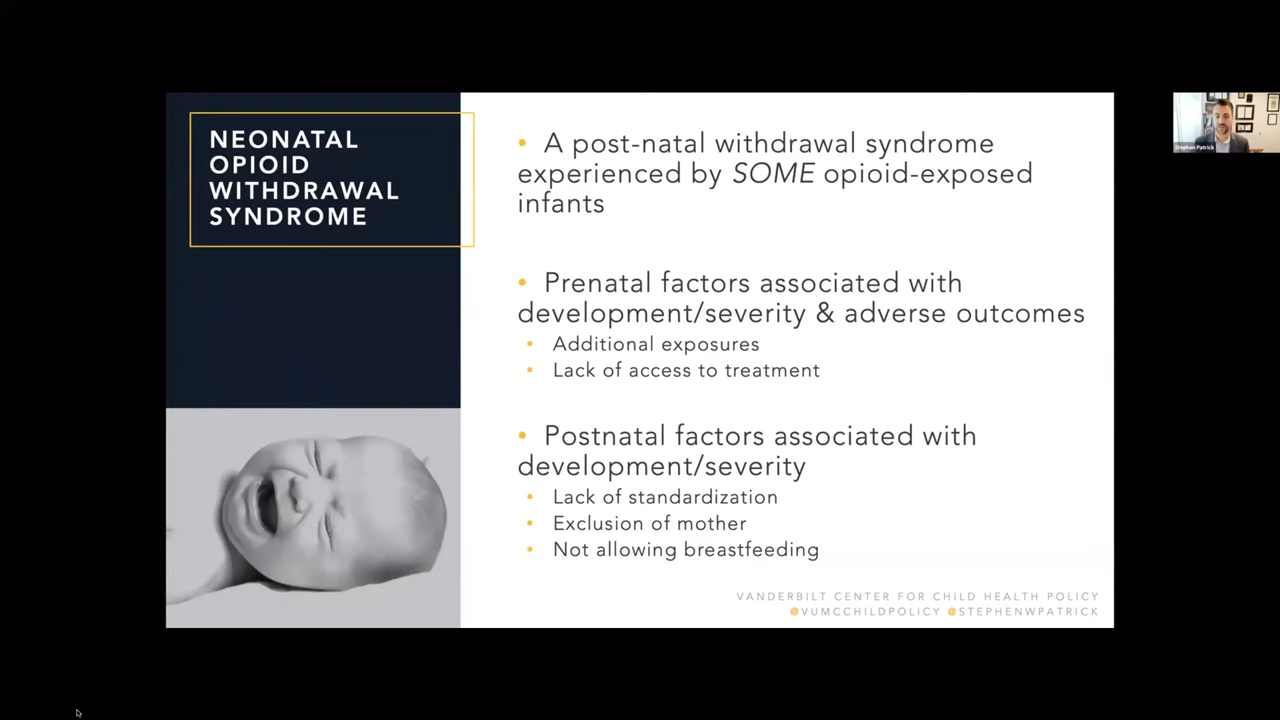 NEONATAL
OPIOID
WITHDRAWAL
SYNDROME
• A post-natal withdrawal syndrome
experienced by SOME opioid-exposed
infants
• Prenatal factors associated with
development/severity & adverse outcomes
• Additional exposures
• Lack of access to treatment
• Postnatal factors associated with
development/severity
• Lack of standardization
• Exclusion of mother
• Not allowing breastfeeding
VANDERBILT CENTER FOR CHILD HEALTH POLICY
@VUMCCHILDPOLICY @STEPHENWPATRICK
Stephen Patrick